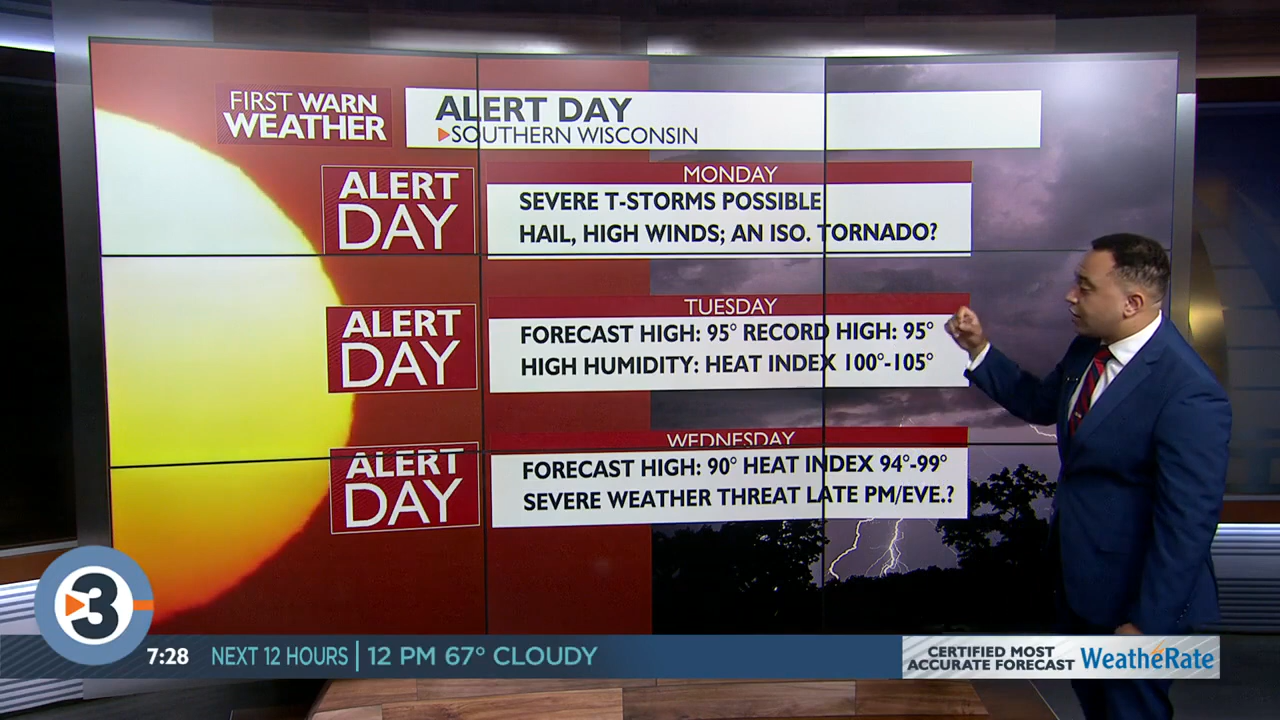 FIRST WARN
WEATHER
ALERT DAY
SOUTHERN WISCONSIN
ALERT
DAY
MONDAY
SEVERE T-STORMS POSSIBLE
HAIL, HIGH WINDS; AN ISO. TORNADO?
ALERT
DAY
TUESDAY
FORECAST HIGH: 95° RECORD HIGH: 95°
HIGH HUMIDITY: HEAT INDEX 100°-105°
ALERT
DAY
WEDNESDAY
FORECAST HIGH: 90° HEAT INDEX 94°-99°
SEVERE WEATHER THREAT LATE PM/EVE.?
3
7:28 NEXT 12 HOURS | 12 PM 67° CLOUDY
CERTIFIED MOST
ACCURATE FORECAST WeatheRate